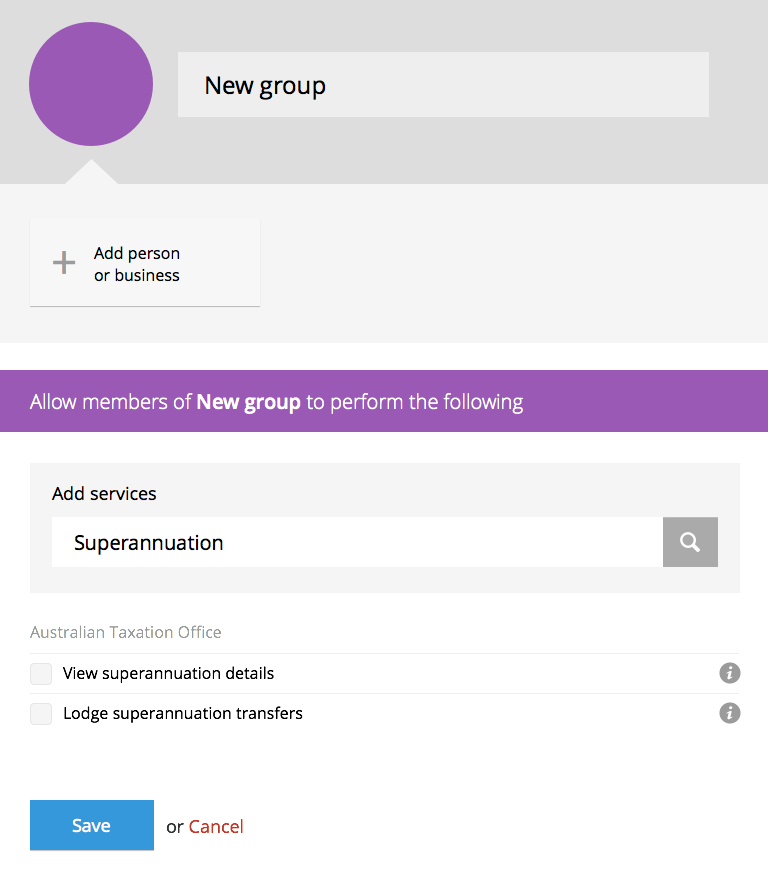 New group
Add person
or business
Allow members of New group to perform the following
Add services
Superannuation
Australian Taxation Office
View superannuation details
Lodge superannuation transfers
Save or Cancel